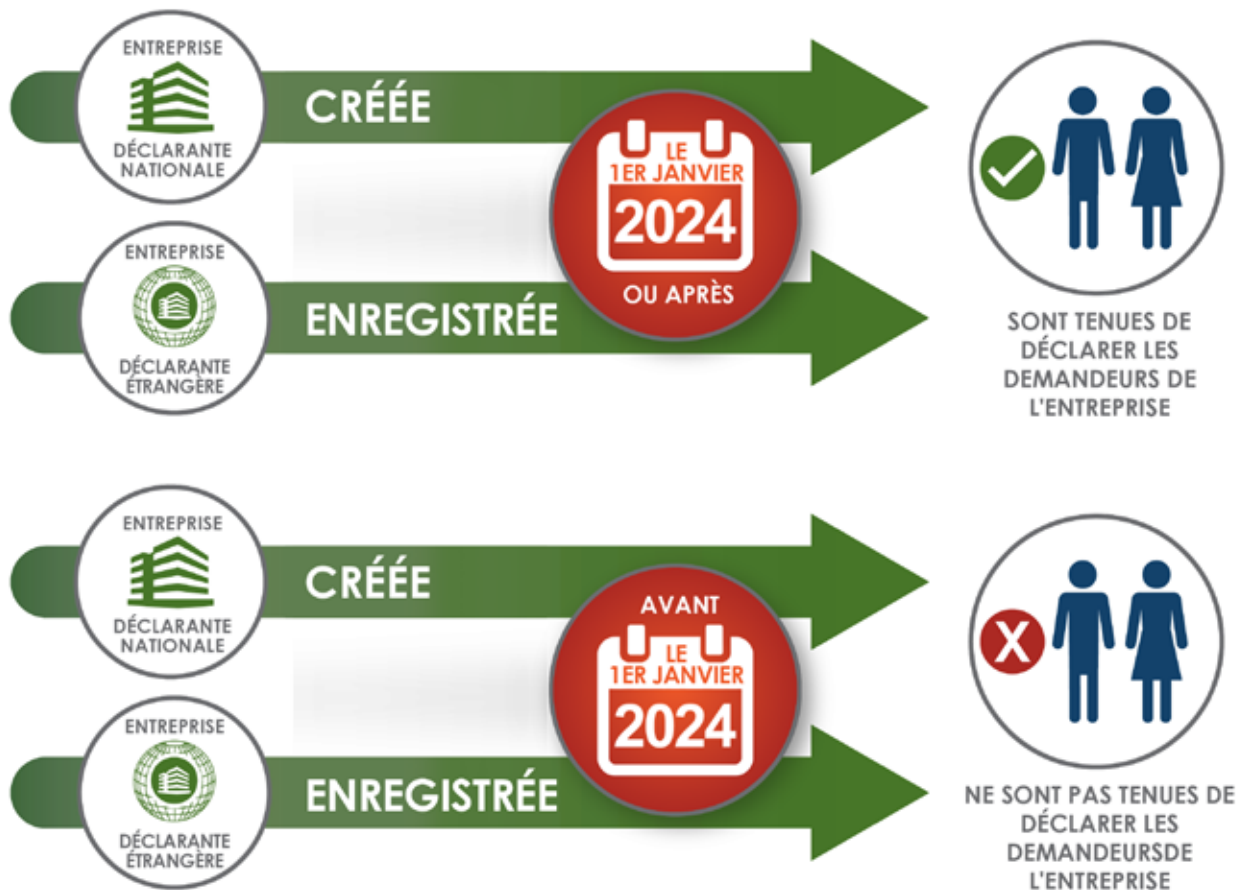 ENTREPRISE
DÉCLARANTE
NATIONALE
CRÉÉE
ENTREPRISE
DÉCLARANTE
ÉTRANGÈRE
ENREGISTRÉE
LE
1ER JANVIER
2024
OU APRÈS
SONT TENUES DE
DÉCLARER LES
DEMANDEURS DE
L'ENTREPRISE
ENTREPRISE
DÉCLARANTE
NATIONALE
CRÉÉE
ENTREPRISE
DÉCLARANTE
ÉTRANGÈRE
ENREGISTRÉE
AVANT
LE
1ER JANVIER
2024
X
NE SONT PAS TENUES DE
DÉCLARER LES
DEMANDEURSDE
L'ENTREPRISE